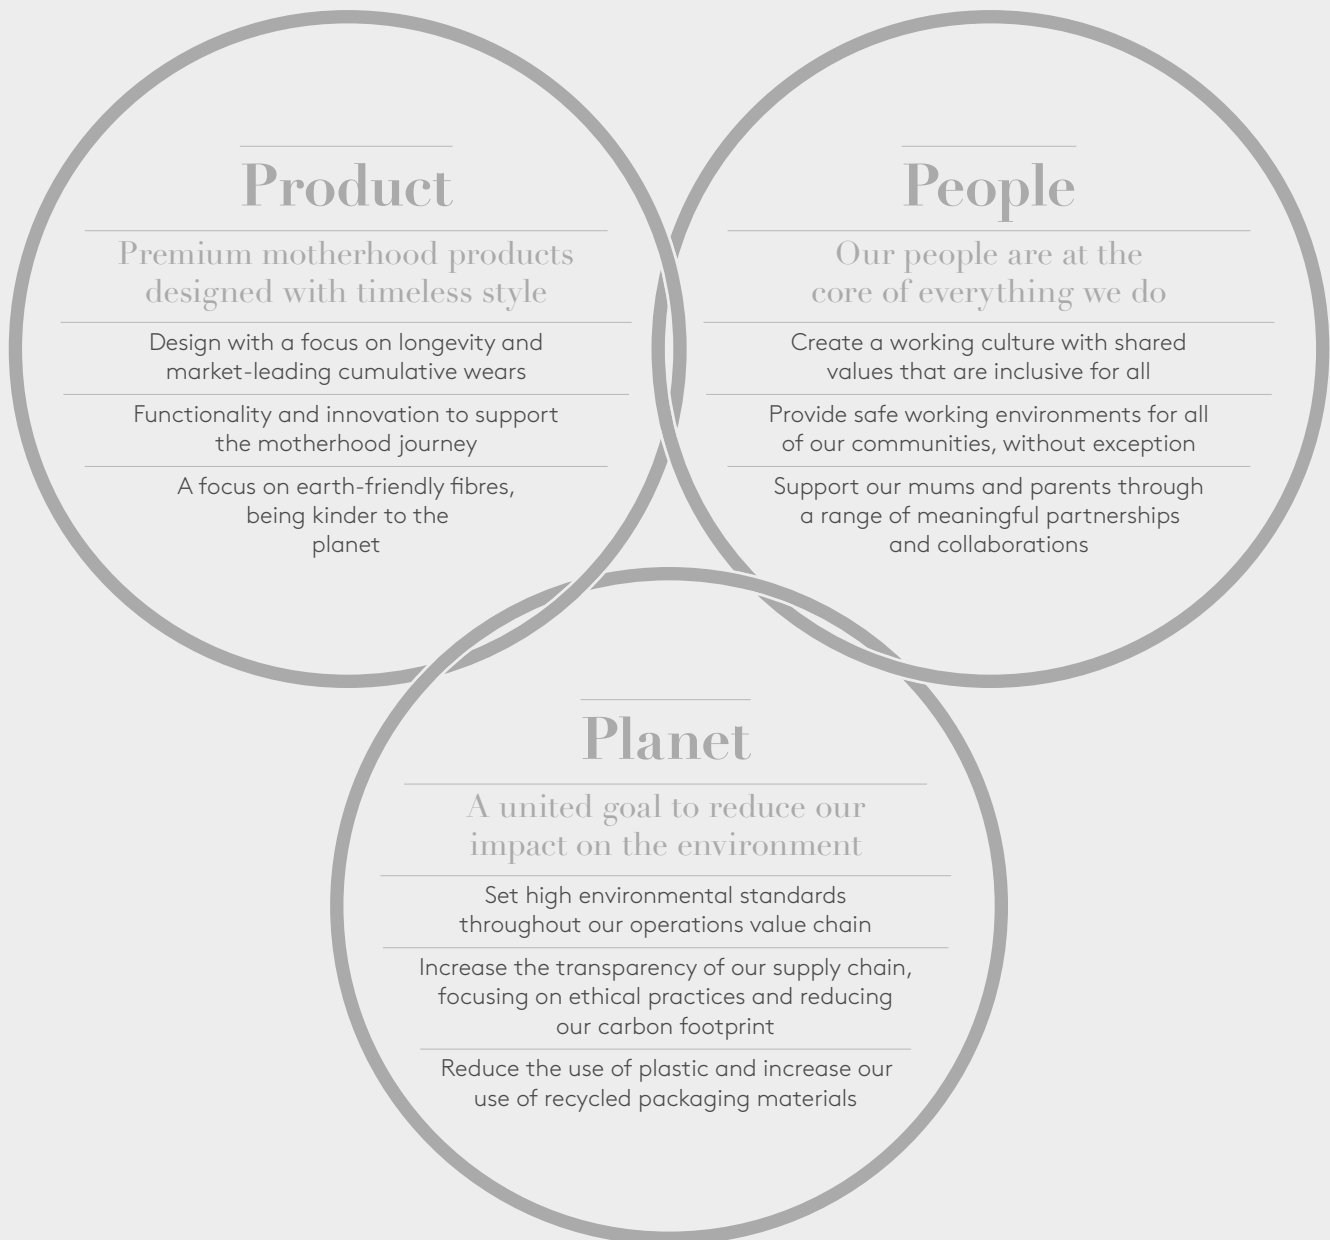 Product
Premium motherhood products
designed with timeless style
Design with a focus on longevity and
market-leading cumulative wears
Functionality and innovation to support
the motherhood journey
A focus on earth-friendly fibres,
being kinder to the
planet
People
Our people are at the
core of everything we do
Create a working culture with shared
values that are inclusive for all
Provide safe working environments for all
of our communities, without exception
Support our mums and parents through
a range of meaningful partnerships
and collaborations
Planet
A united goal to reduce our
impact on the environment
Set high environmental standards
throughout our operations value chain
Increase the transparency of our supply chain,
focusing on ethical practices and reducing
our carbon footprint
Reduce the use of plastic and increase our
use of recycled packaging materials